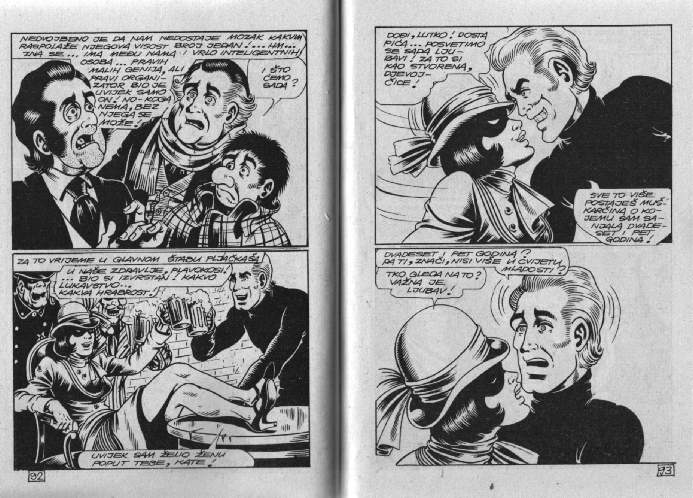 NEDVOJBENO JE DA NAM NEDOSTAJE MOZAK KAKVIM
RASPOLAŽE NJEGOVA VISOST BROJ JEDAN!... HM...
ZNA SE... IMA MEĐU NAMA I VRLO INTELIGENTNIH
OSOBA... PRAVIH
MALIH GENIJA, ALI
PRAVI ORGANI-
ZATOR BIO JE
UVIJEK SAMO
ON! NO-KOGA
NEMA, BEZ
NJEGA SE
MOŽE!
I ŠTO
ĆEMO
SADA?
ZA TO VRIJEME U GLAVNOM ŠTABU PLJAČKAŠA
U NAŠE ZDRAVLJE, PLAVOKOSI!
... BIO SI IZVRSTAN! KAKVO
LUKAVSTVO...
KAKVA HRABROST!
UVIJEK SAM ŽELIO ŽENU
POPUT TEBE, KATE!
92
DOĐI, LUTKO! DOSTA
PIĆA... POSVETIMO
SE SADA LJU-
BAVI! ZA TO SI
KAO STVORENA,
DJEVOJ-
ČICE!
SVE TO VIŠE
POSTAJEŠ MUŠ-
KARČINA O KO-
JEMU SAM SA-
NJALA DVADE-
SET I PET
GODINA!
DVADESET I PET GODINA?
PA TI, ZNAČI, NISI VIŠE U CVIJETU
MLADOSTI?
TKO GLEDA NA TO?
VAŽNA JE
LJUBAV!
93